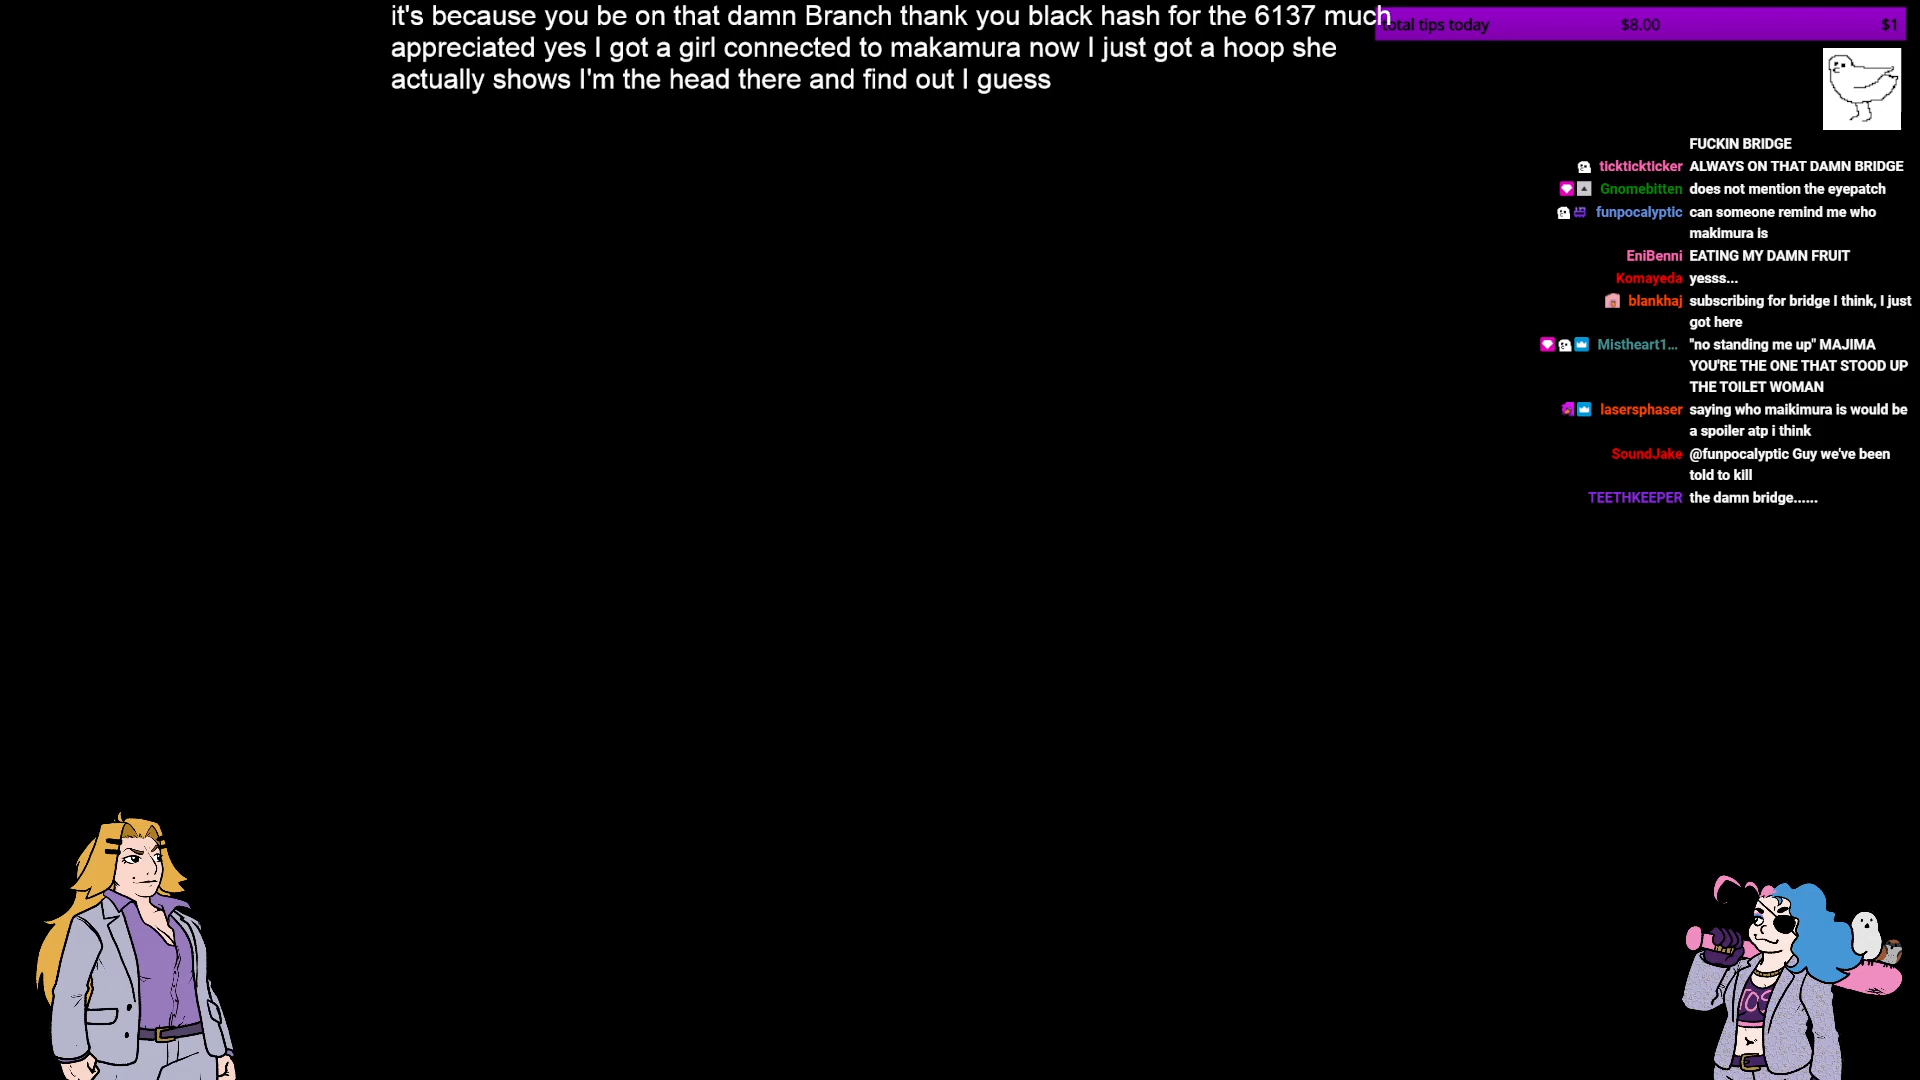 it's because you be on that damn Branch thank you black hash for the 6137 much
appreciated yes I got a girl connected to makamura now I just got a hoop she
actually shows I'm the head there and find out I guess
total tips today $8.00 $1
FUCKIN BRIDGE
ticktickticker ALWAYS ON THAT DAMN BRIDGE
Gnomebitten does not mention the eyepatch
funpocalyptic can someone remind me who
makimura is
EniBenni EATING MY DAMN FRUIT
Komayeda yesss...
blankhaj subscribing for bridge I think, I just
got here
Mistheart1... "no standing me up" MAJIMA
YOU'RE THE ONE THAT STOOD UP
THE TOILET WOMAN
lasersphaser saying who maikimura is would be
a spoiler atp i think
SoundJake @funpocalyptic Guy we've been
told to kill
TEETHKEEPER the damn bridge......